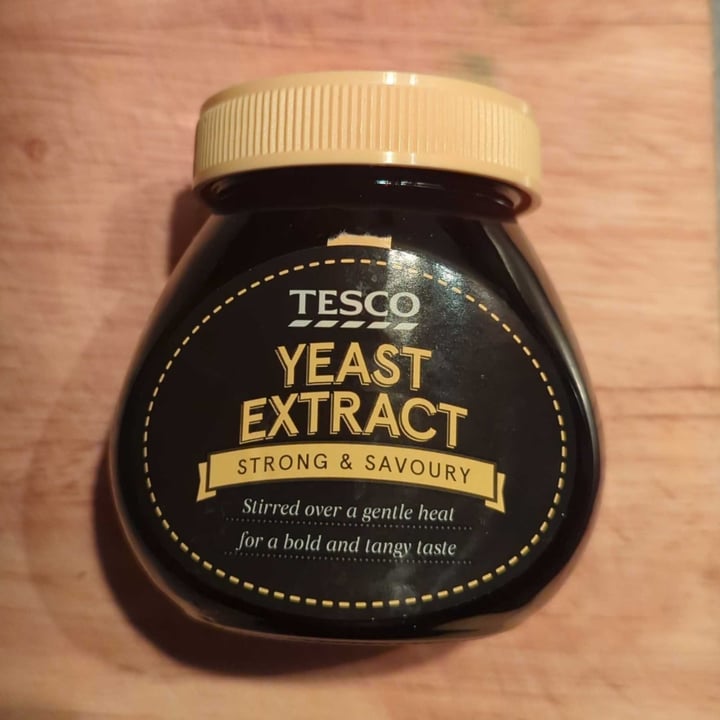 TESCO
YEAST
EXTRACT
STRONG & SAVOURY
Stirred over a gentle heat
for a bold and tangy taste